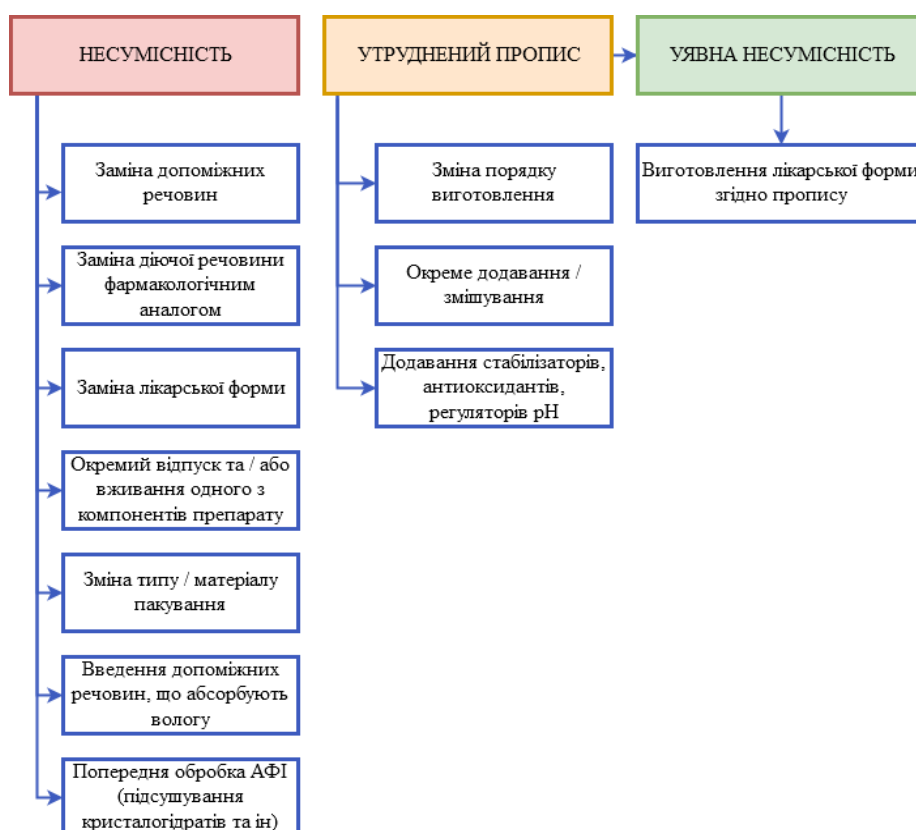 НЕСУМІСНІСТЬ
УТРУДНЕНИЙ ПРОПИС
УЯВНА НЕСУМІСНІСТЬ
Заміна допоміжних
речовин
Заміна діючої речовини
фармакологічним
аналогом
Заміна лікарської форми
Окремий відпуск та / або
вживання одного з
компонентів препарату
Зміна типу / матеріалу
пакування
Введення допоміжних
речовин, що абсорбують
вологу
Попередня обробка АФІ
(підсушування
кристалогідратів та ін)
Зміна порядку
виготовлення
Окреме додавання /
змішування
Додавання стабілізаторів,
антиоксидантів,
регуляторів рН
Виготовлення лікарської форми
згідно пропису